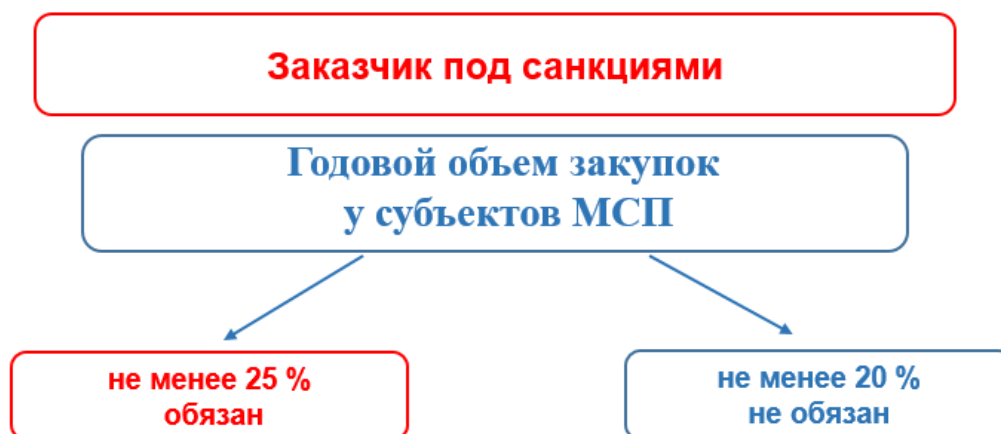 Заказчик под санкциями
Годовой объем закупок
у субъектов МСП
не менее 25 %
обязан
не менее 20 %
не обязан